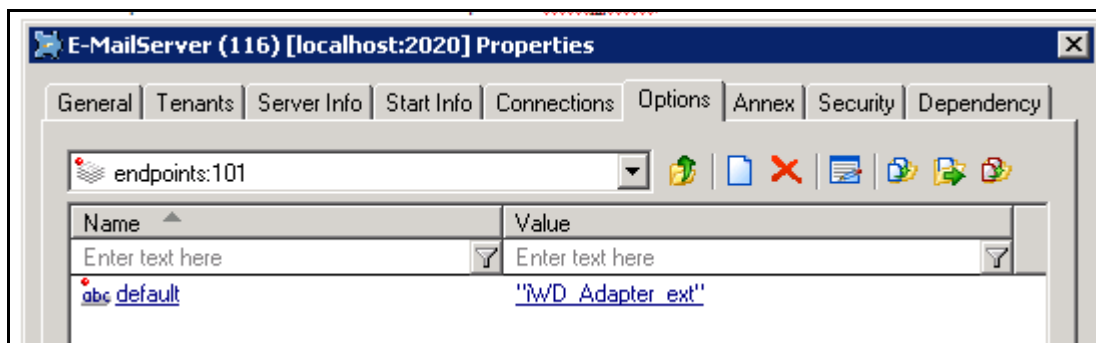 E-MailServer (116) [localhost:2020] Properties
General Tenants Server Info Start Info Connections Options Annex Security Dependency
endpoints:101
Name Value
Enter text here Enter text here
abc default "iWD_Adapter_ext"